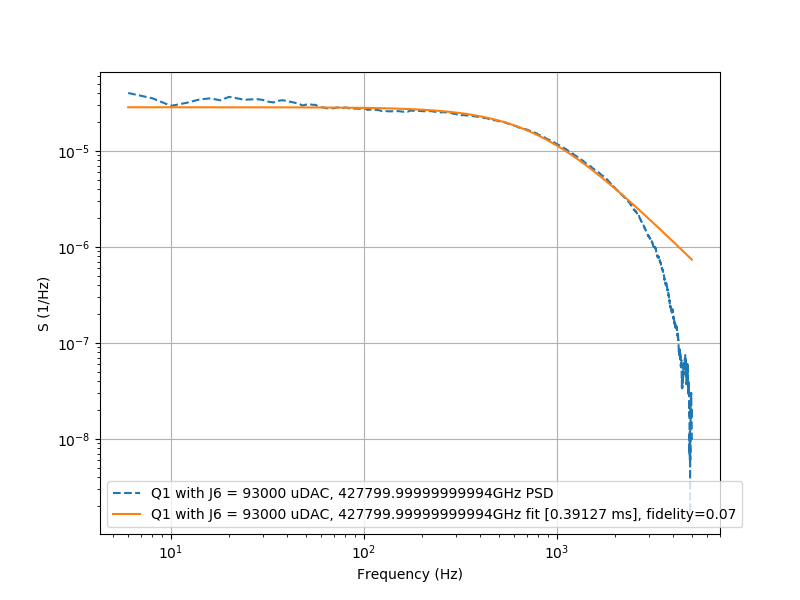 S (1/Hz)
10⁻⁵
10⁻⁶
10⁻⁷
10⁻⁸
Q1 with J6 = 93000 uDAC, 427799.99999999994GHz PSD
Q1 with J6 = 93000 uDAC, 427799.99999999994GHz fit [0.39127 ms], fidelity=0.07
10¹ 10² 10³
Frequency (Hz)